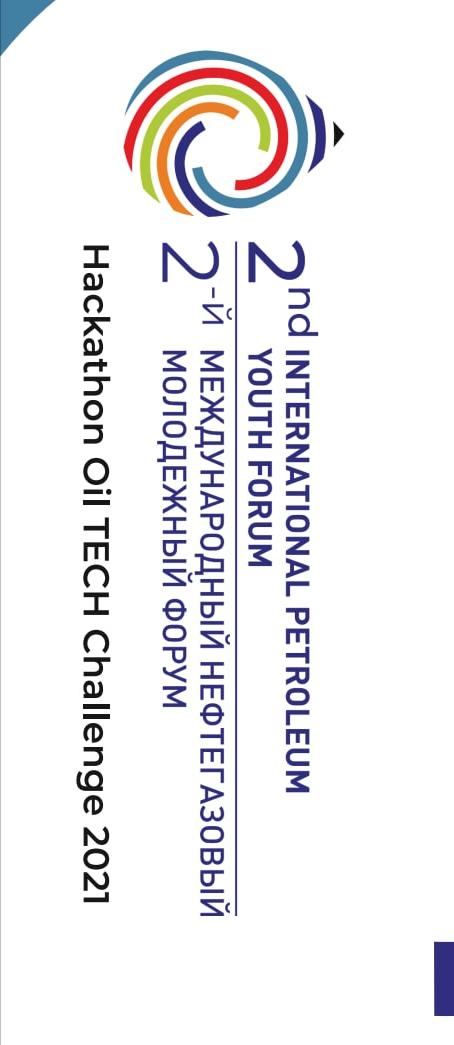 2nd INTERNATIONAL PETROLEUM
YOUTH FORUM
2-й МЕЖДУНАРОДНЫЙ НЕФТЕГАЗОВЫЙ
МОЛОДЕЖНЫЙ ФОРУМ
Hackathon Oil TECH Challenge 2021